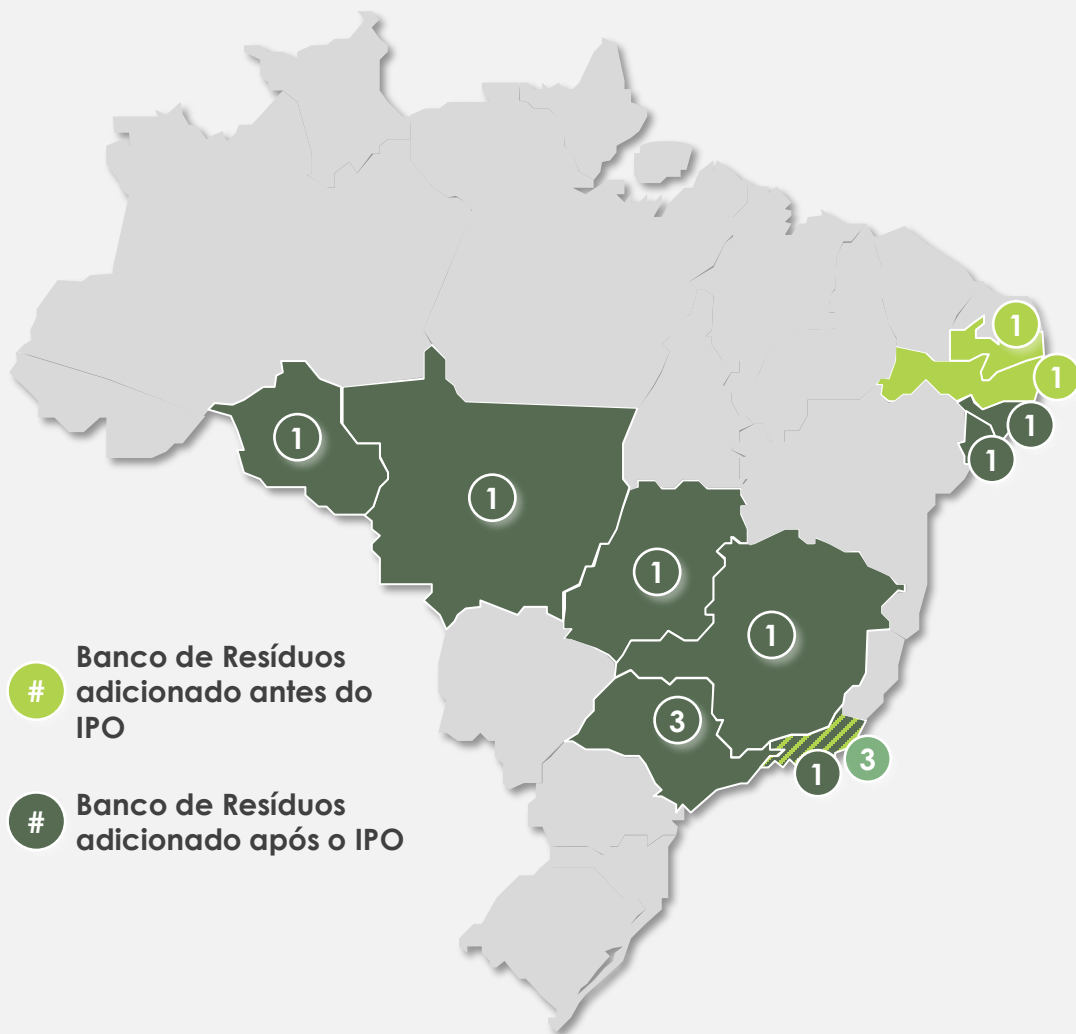 1
1
1
1
1
1
1
1
3
3
1
# Banco de Resíduos
adicionado antes do
IPO
# Banco de Resíduos
adicionado após o IPO